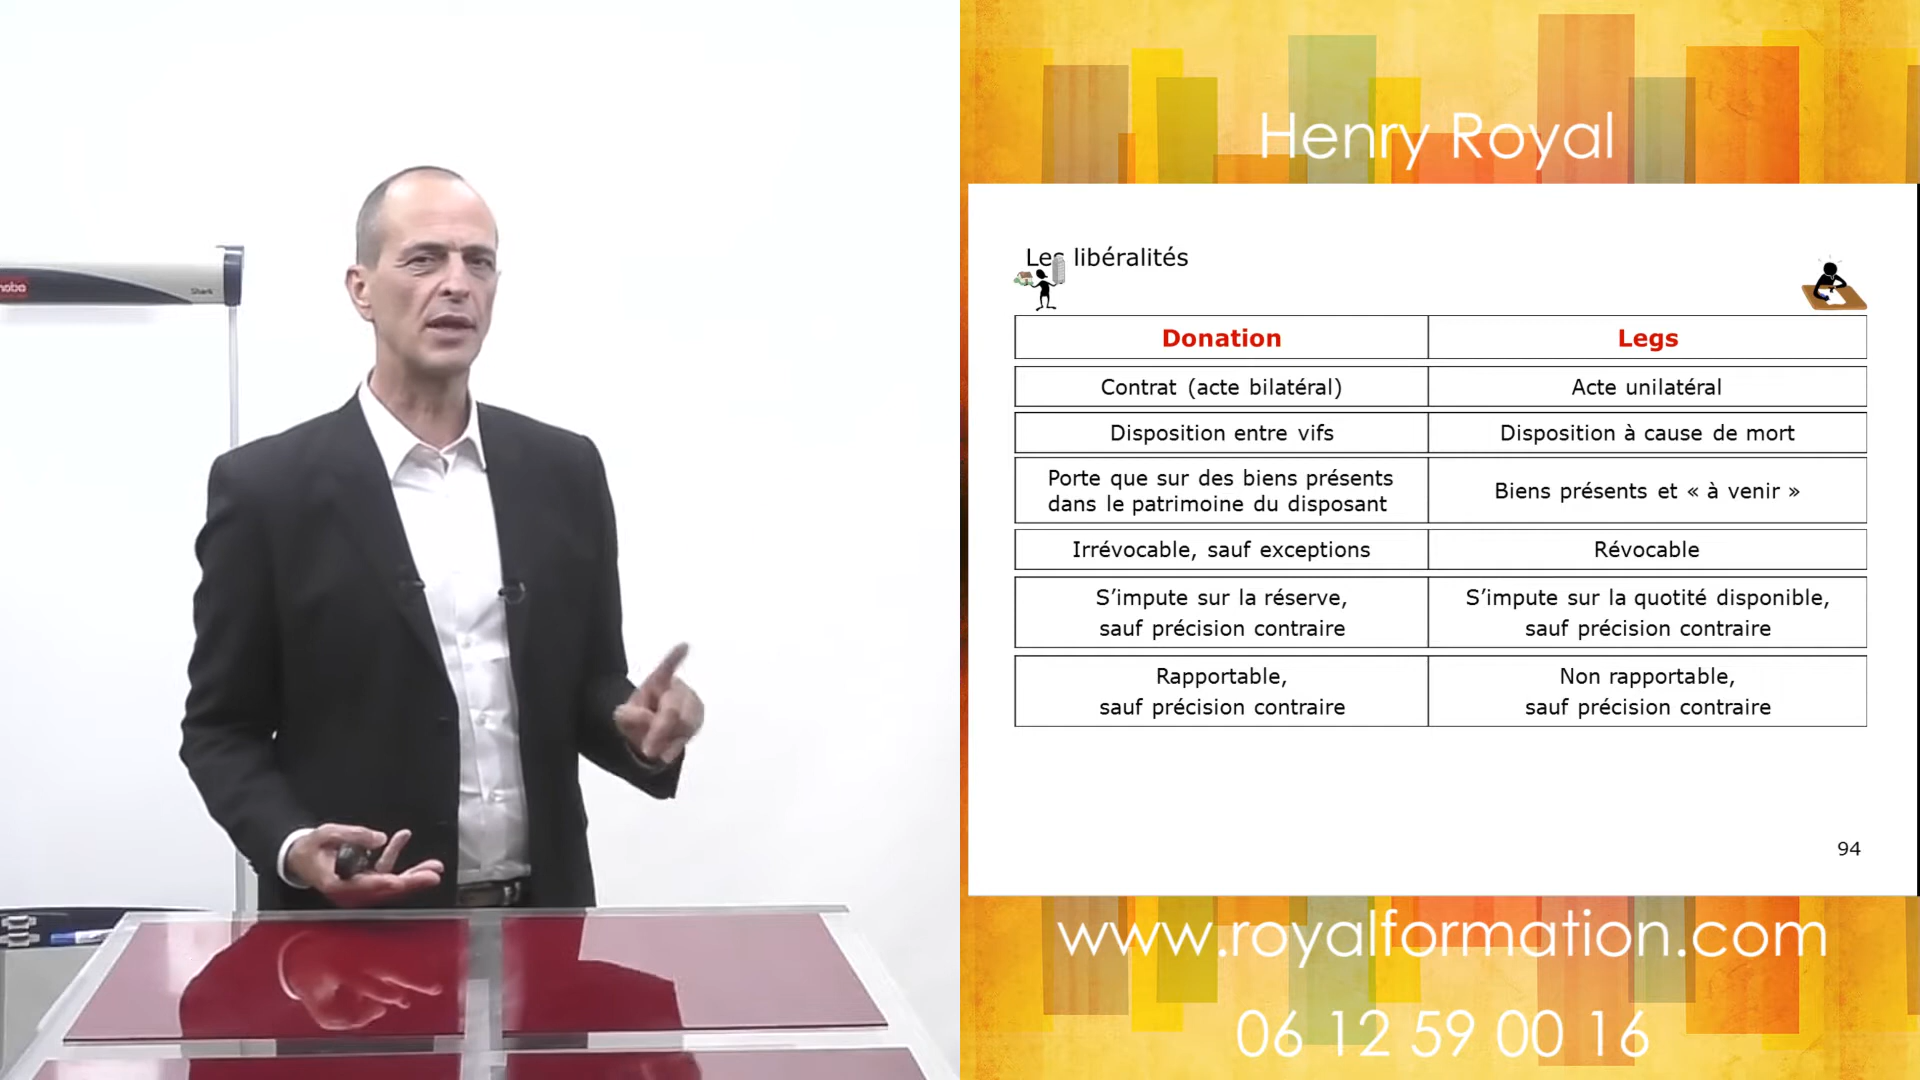 Henry Royal
Les libéralités
Donation
Legs
Contrat (acte bilatéral)
Acte unilatéral
Disposition entre vifs
Disposition à cause de mort
Porte que sur des biens présents
dans le patrimoine du disposant
Biens présents et « à venir »
Irrévocable, sauf exceptions
Révocable
S’impute sur la réserve,
sauf précision contraire
S’impute sur la quotité disponible,
sauf précision contraire
Rapportable,
sauf précision contraire
Non rapportable,
sauf précision contraire
94
www.royalformation.com
06 12 59 00 16